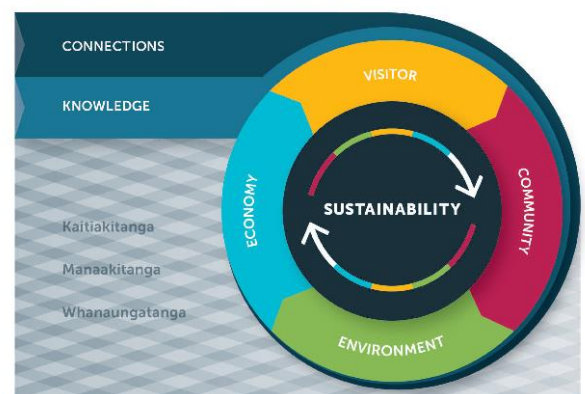 CONNECTIONS
KNOWLEDGE
Kaitiakitanga
Manaakitanga
Whanaungatanga
VISITOR
ECONOMY
SUSTAINABILITY
COMMUNITY
ENVIRONMENT